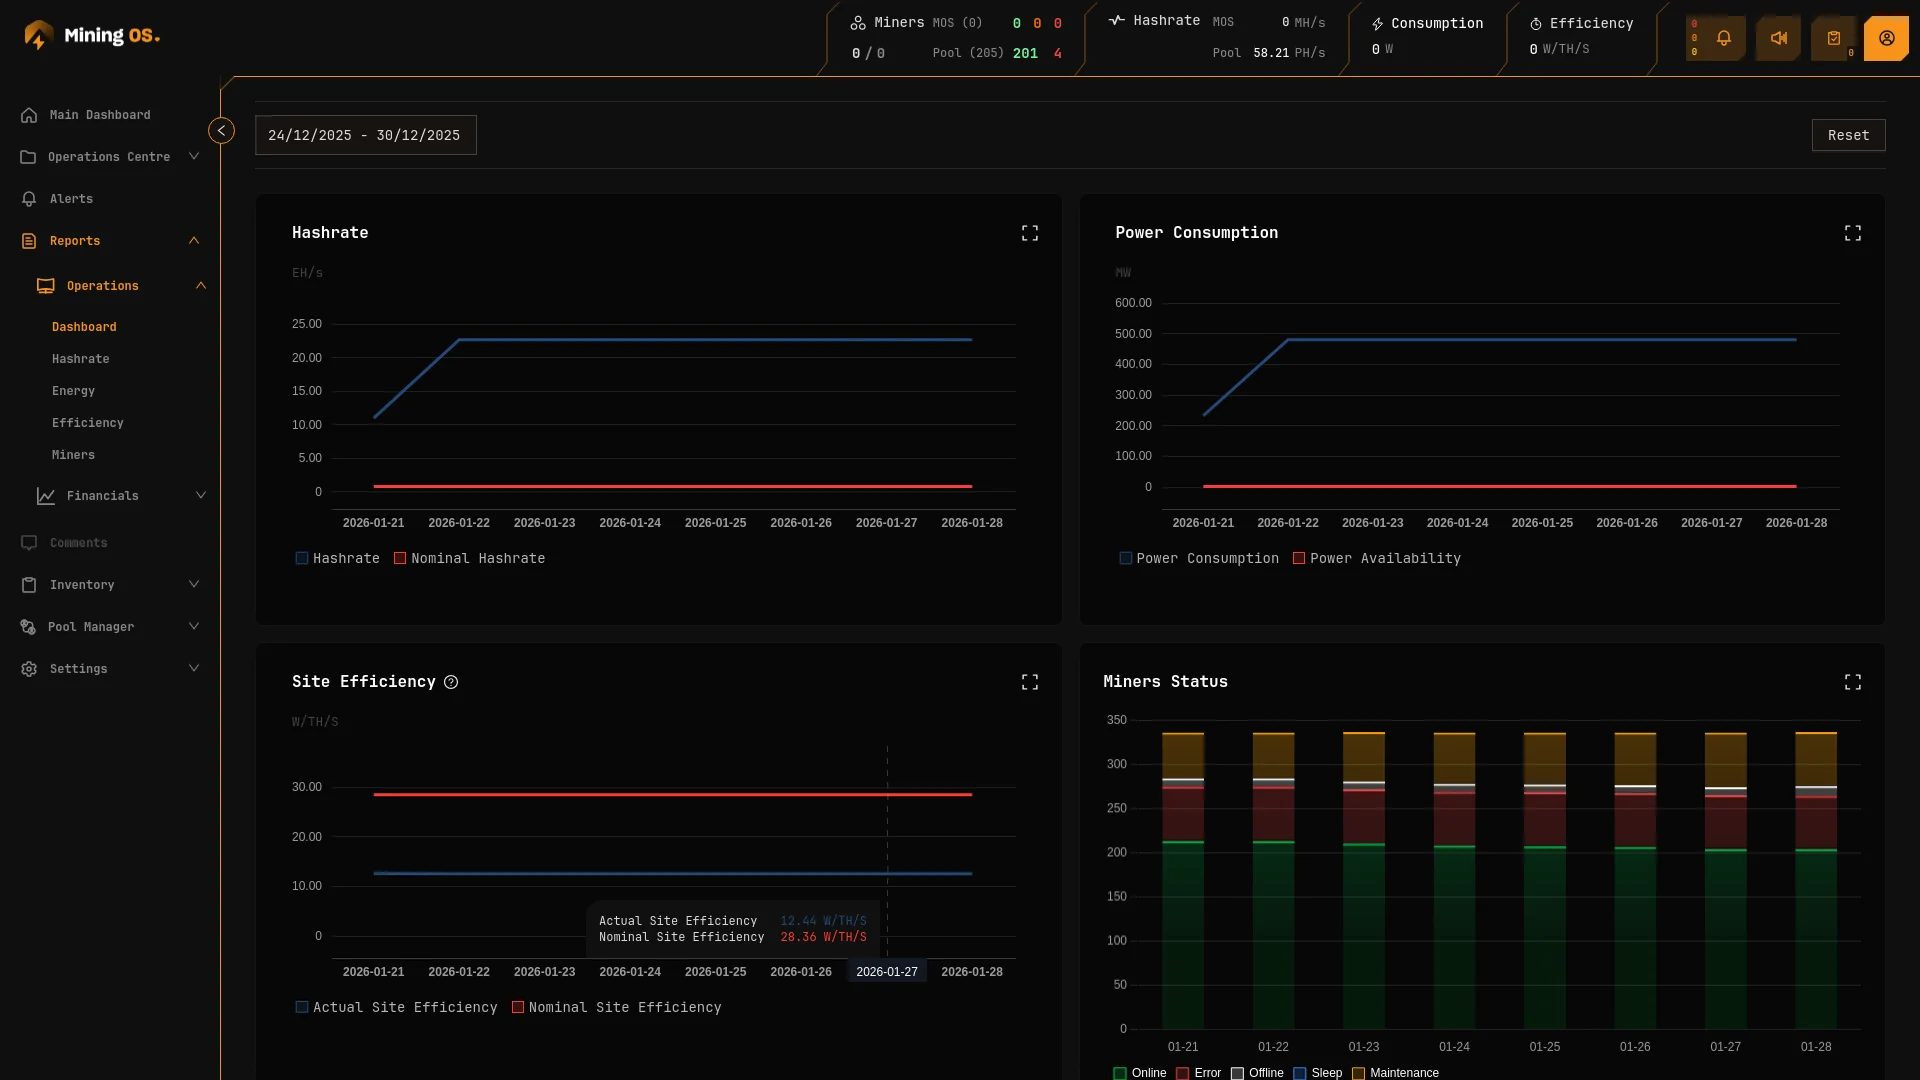 Mining OS.
Miners MOS (0) 0 0 0
0 / 0 Pool (205) 201 4
Hashrate MOS 0 MH/s
Pool 58.21 PH/s
Consumption
0 W
Efficiency
0 W/TH/S
0
0
0
0
Main Dashboard
Operations Centre
Alerts
Reports
Operations
Dashboard
Hashrate
Energy
Efficiency
Miners
Financials
Comments
Inventory
Pool Manager
Settings
24/12/2025 - 30/12/2025
Reset
Hashrate
EH/s
25.00
20.00
15.00
10.00
5.00
0
2026-01-21 2026-01-22 2026-01-23 2026-01-24 2026-01-25 2026-01-26 2026-01-27 2026-01-28
Hashrate Nominal Hashrate
Power Consumption
MW
600.00
500.00
400.00
300.00
200.00
100.00
0
2026-01-21 2026-01-22 2026-01-23 2026-01-24 2026-01-25 2026-01-26 2026-01-27 2026-01-28
Power Consumption Power Availability
Site Efficiency
W/TH/S
30.00
20.00
10.00
0
Actual Site Efficiency 12.44 W/TH/S
Nominal Site Efficiency 28.36 W/TH/S
2026-01-21 2026-01-22 2026-01-23 2026-01-24 2026-01-25 2026-01-26 2026-01-27 2026-01-28
Actual Site Efficiency Nominal Site Efficiency
Miners Status
350
300
250
200
150
100
50
0
01-21 01-22 01-23 01-24 01-25 01-26 01-27 01-28
Online Error Offline Sleep Maintenance